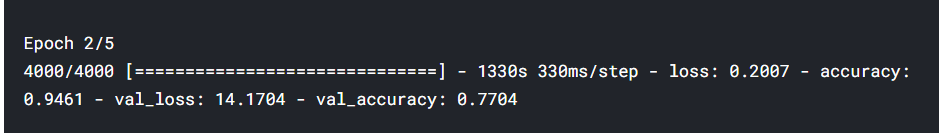 Epoch 2/5
4000/4000 [==============================] - 1330s 330ms/step - loss: 0.2007 - accuracy:
0.9461 - val_loss: 14.1704 - val_accuracy: 0.7704